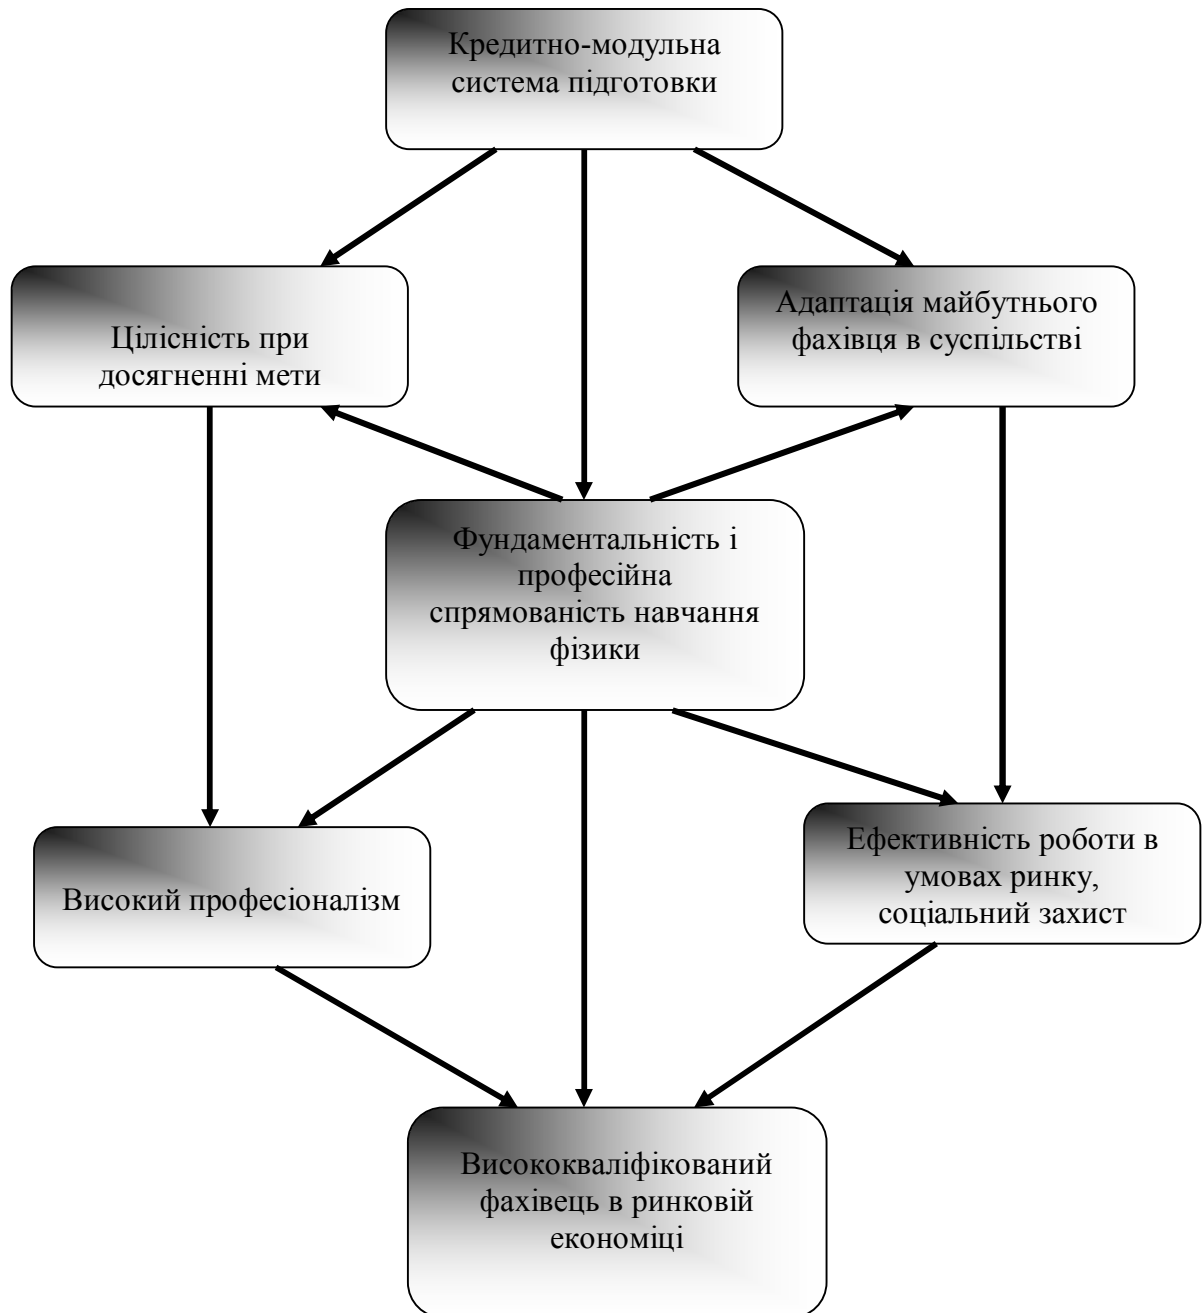 Кредитно-модульна
система підготовки
Цілісність при
досягненні мети
Адаптація майбутнього
фахівця в суспільстві
Фундаментальність і
професійна
спрямованість навчання
фізики
Високий професіоналізм
Ефективність роботи в
умовах ринку,
соціальний захист
Висококваліфікований
фахівець в ринковій
економіці